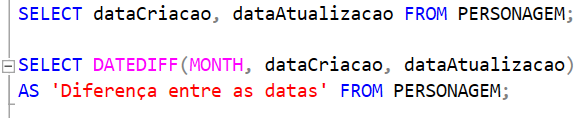 SELECT dataCriacao, dataAtualizacao FROM PERSONAGEM;
SELECT DATEDIFF(MONTH, dataCriacao, dataAtualizacao)
AS 'Diferença entre as datas' FROM PERSONAGEM;